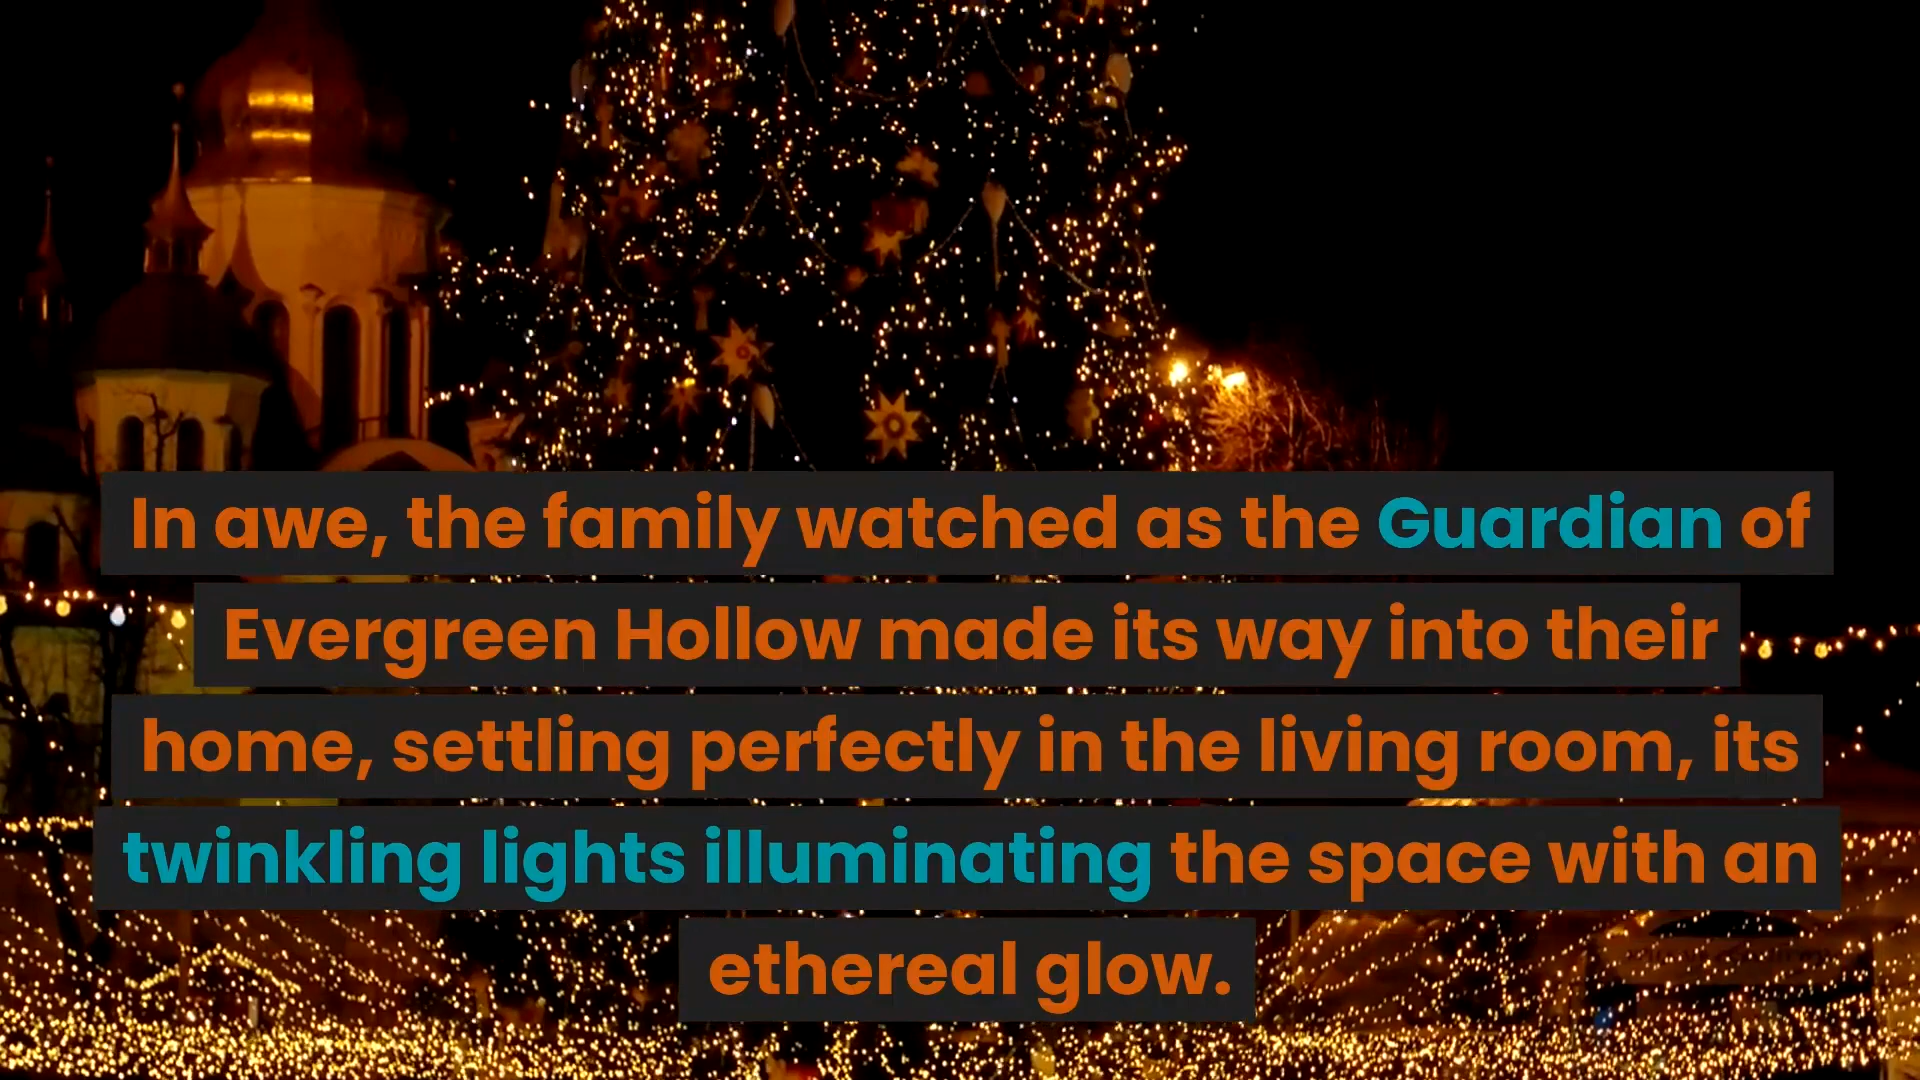 In awe, the family watched as the Guardian of
Evergreen Hollow made its way into their
home, settling perfectly in the living room, its
twinkling lights illuminating the space with an
ethereal glow.